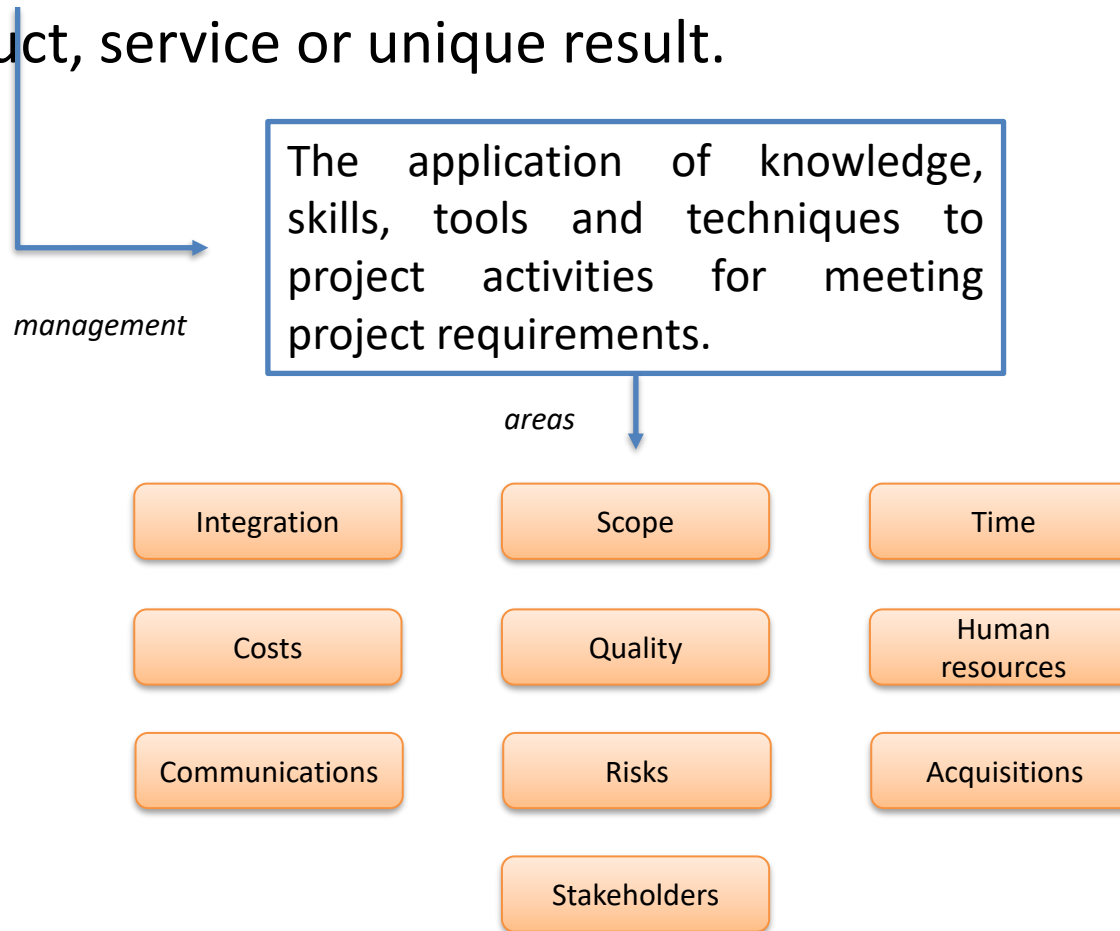 uct, service or unique result.
The application of knowledge,
skills, tools and techniques to
project activities for meeting
project requirements.
management
areas
Integration
Scope
Time
Costs
Quality
Human
resources
Communications
Risks
Acquisitions
Stakeholders